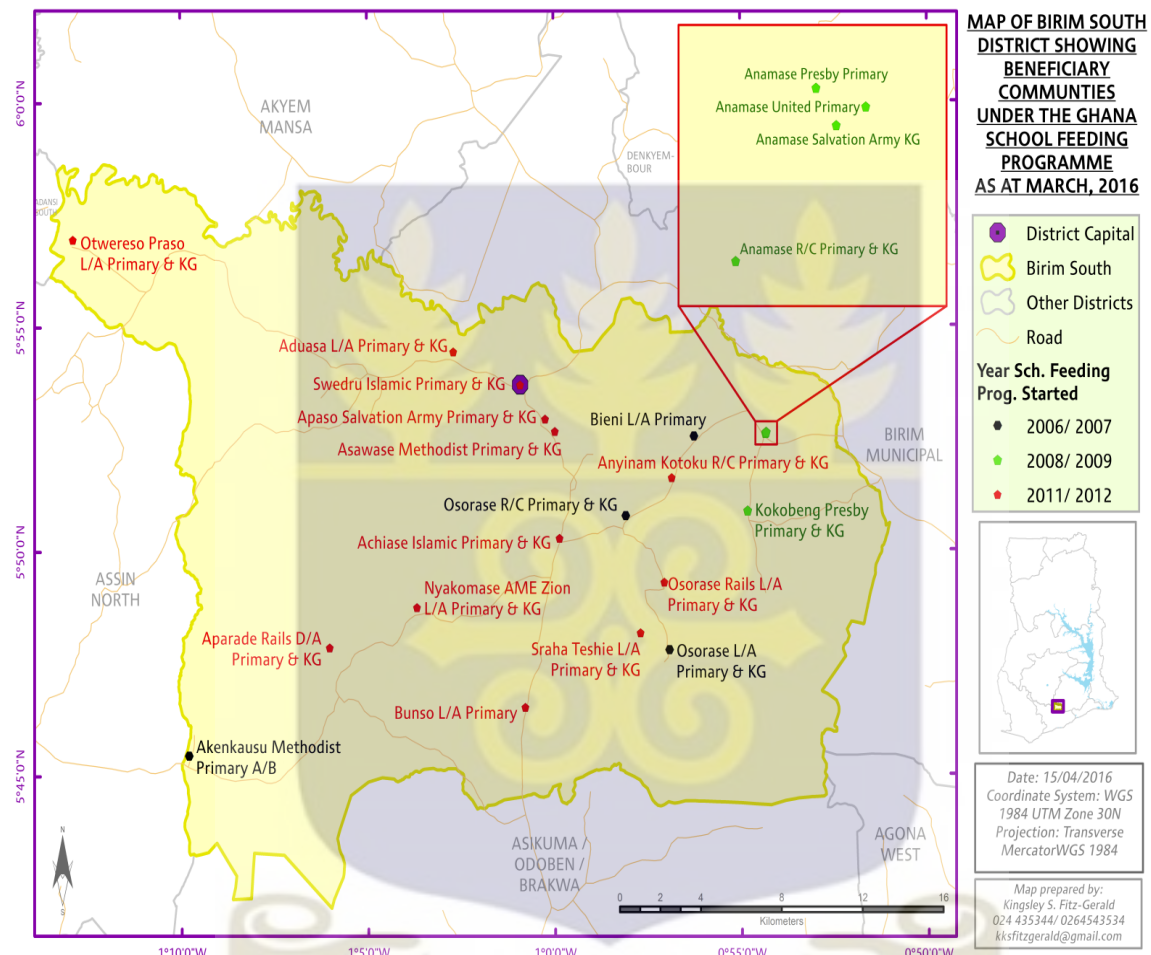 MAP OF BIRIM SOUTH
DISTRICT SHOWING
BENEFICIARY
COMMUNTIES
UNDER THE GHANA
SCHOOL FEEDING
PROGRAMME
AS AT MARCH, 2016
District Capital
Birim South
Other Districts
Road
Year Sch. Feeding
Prog. Started
2006/ 2007
2008/ 2009
2011/ 2012
Date: 15/04/2016
Coordinate System: WGS
1984 UTM Zone 30N
Projection: Transverse
MercatorWGS 1984
Map prepared by:
Kingsley S. Fitz-Gerald
024 435344/ 0264543534
kksfitzgerald@gmail.com
6°0'0"N
5°55'0"N
5°50'0"N
5°45'0"N
AKYEM
MANSA
DENKYEM-
BOUR
ADANSI
SOUTH
Anamase Presby Primary
Anamase United Primary
Anamase Salvation Army KG
Anamase R/C Primary & KG
Otwereso Praso
L/A Primary & KG
Aduasa L/A Primary & KG
Swedru Islamic Primary & KG
Apaso Salvation Army Primary & KG
Asawase Methodist Primary & KG
Bieni L/A Primary
Anyinam Kotoku R/C Primary & KG
BIRIM
MUNICIPAL
Osorase R/C Primary & KG
Kokobeng Presby
Primary & KG
Achiase Islamic Primary & KG
ASSIN
NORTH
Nyakomase AME Zion
L/A Primary & KG
Osorase Rails L/A
Primary & KG
Aparade Rails D/A
Primary & KG
Sraha Teshie L/A
Primary & KG
Osorase L/A
Primary & KG
Bunso L/A Primary
Akenkausu Methodist
Primary A/B
ASIKUMA /
ODOBEN /
BRAKWA
AGONA
WEST
N
S
0 2 4 8 12 16
Kilometers
1°10'0"W
1°5'0"W
1°0'0"W
0°55'0"W
0°50'0"W